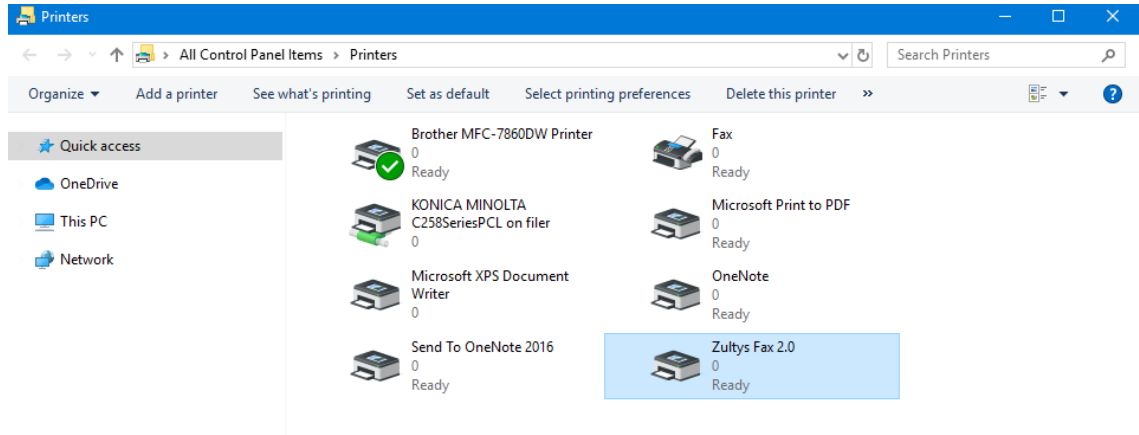 Printers
All Control Panel Items > Printers
Search Printers
Organize
Add a printer
See what's printing
Set as default
Select printing preferences
Delete this printer
»
?
Quick access
OneDrive
This PC
Network
Brother MFC-7860DW Printer
0
Ready
Fax
0
Ready
KONICA MINOLTA
C258SeriesPCL on filer
0
Microsoft Print to PDF
0
Ready
Microsoft XPS Document
Writer
0
OneNote
0
Ready
Send To OneNote 2016
0
Ready
Zultys Fax 2.0
0
Ready